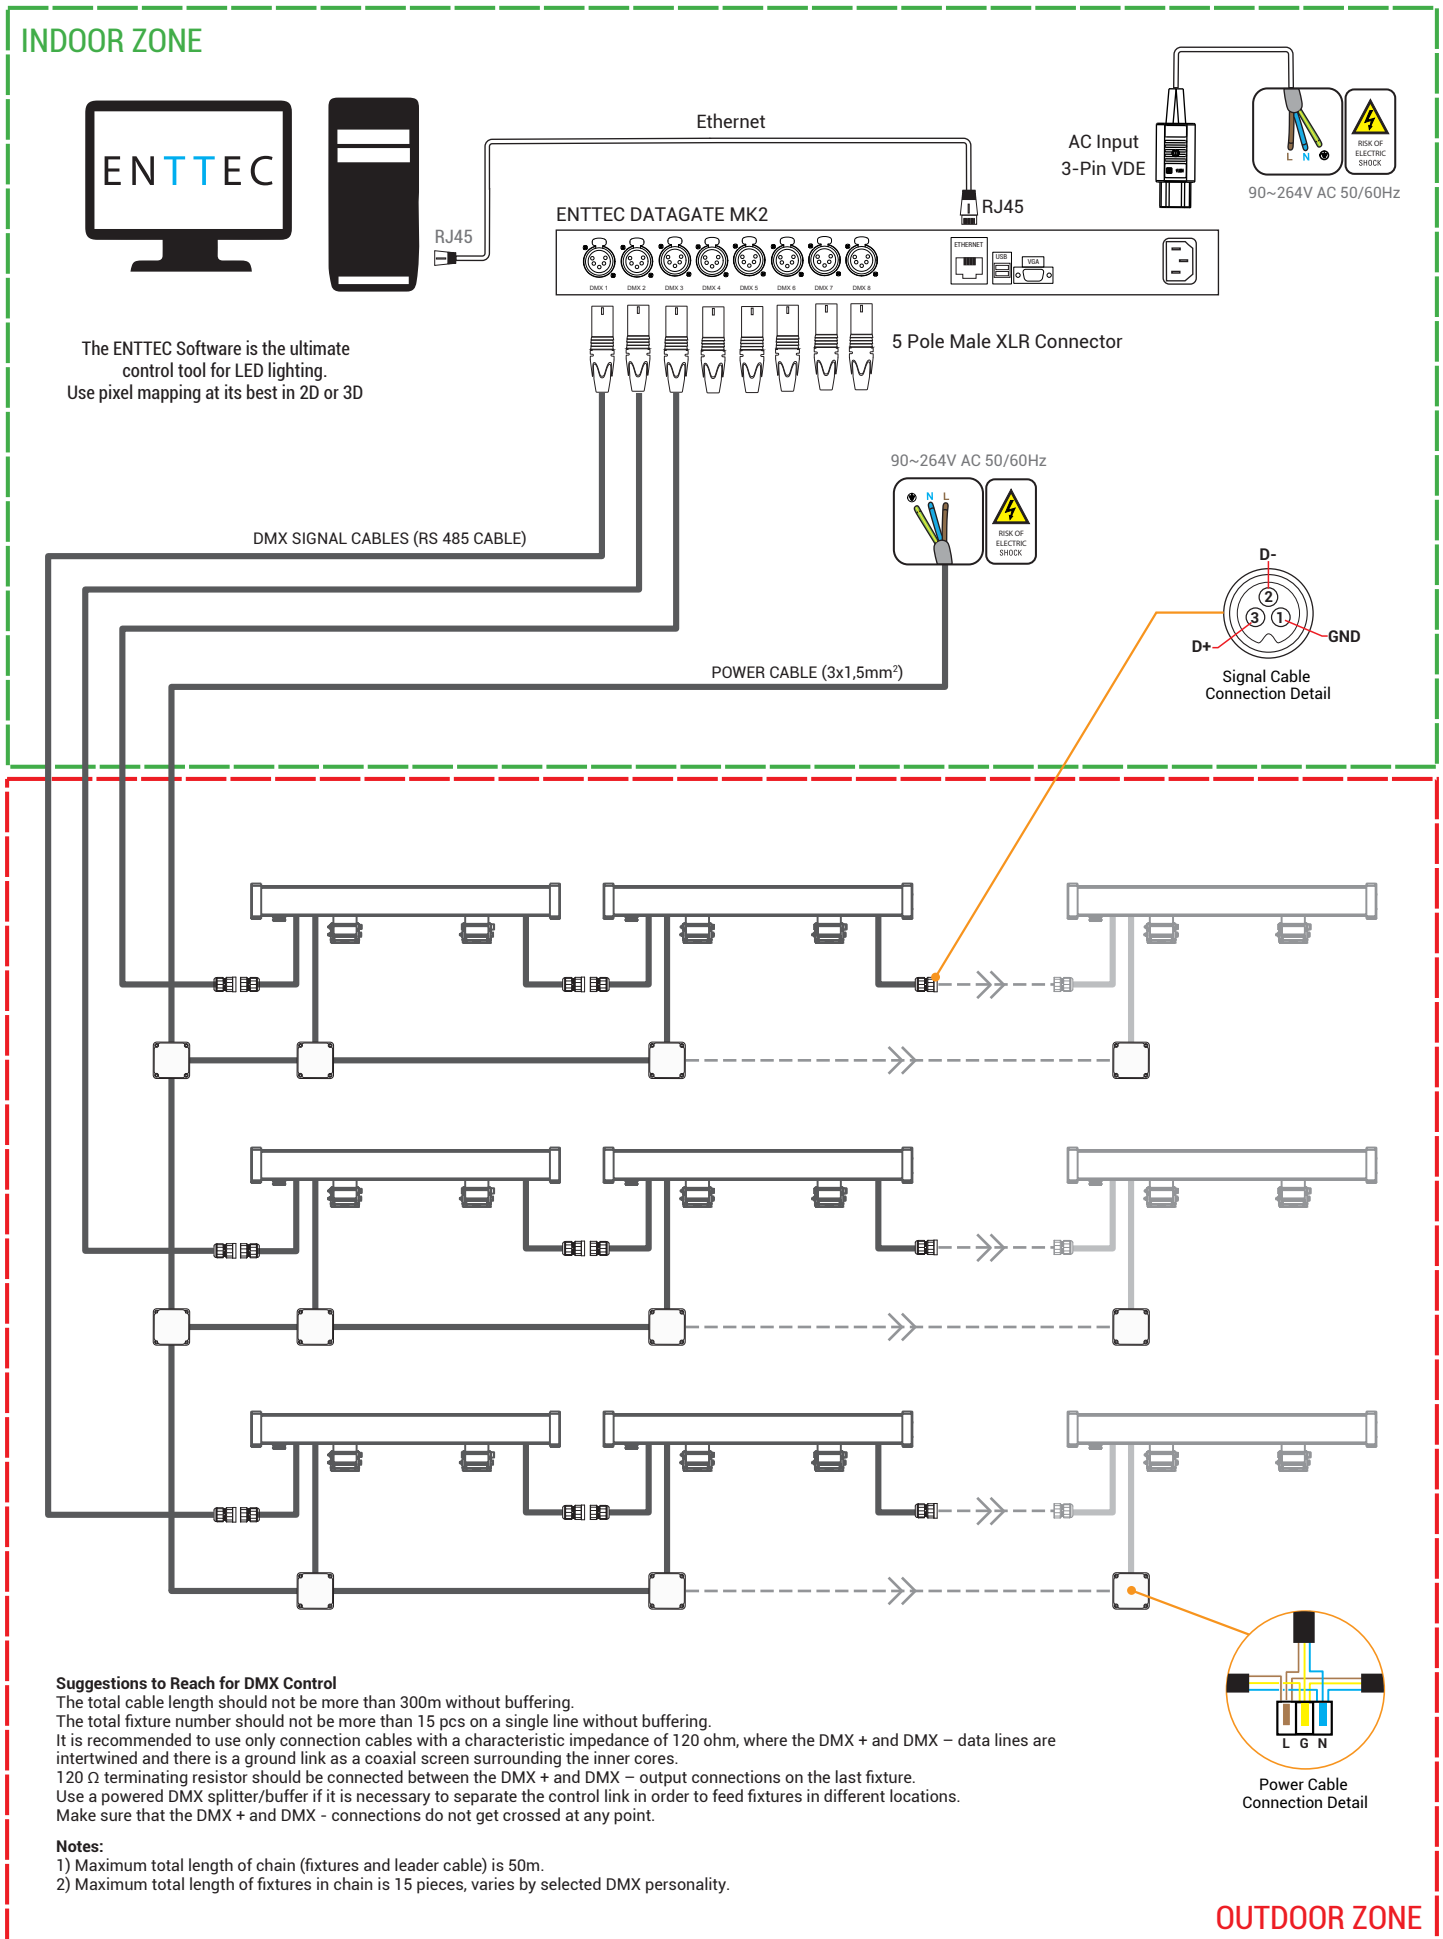 INDOOR ZONE
ENTTEC
Ethernet
RJ45
RJ45
AC Input
3-Pin VDE
L N
RISK OF
ELECTRIC
SHOCK
90~264V AC 50/60Hz
ENTTEC DATAGATE MK2
DMX 1 DMX 2 DMX 3 DMX 4 DMX 5 DMX 6 DMX 7 DMX 8
ETHERNET
USB
VGA
5 Pole Male XLR Connector
The ENTTEC Software is the ultimate
control tool for LED lighting.
Use pixel mapping at its best in 2D or 3D
90~264V AC 50/60Hz
N L
RISK OF
ELECTRIC
SHOCK
DMX SIGNAL CABLES (RS 485 CABLE)
POWER CABLE (3x1,5mm²)
D-
2
3 1
D+
GND
Signal Cable
Connection Detail
L G N
Power Cable
Connection Detail
Suggestions to Reach for DMX Control
The total cable length should not be more than 300m without buffering.
The total fixture number should not be more than 15 pcs on a single line without buffering.
It is recommended to use only connection cables with a characteristic impedance of 120 ohm, where the DMX + and DMX – data lines are
intertwined and there is a ground link as a coaxial screen surrounding the inner cores.
120 Ω terminating resistor should be connected between the DMX + and DMX – output connections on the last fixture.
Use a powered DMX splitter/buffer if it is necessary to separate the control link in order to feed fixtures in different locations.
Make sure that the DMX + and DMX - connections do not get crossed at any point.
Notes:
1) Maximum total length of chain (fixtures and leader cable) is 50m.
2) Maximum total length of fixtures in chain is 15 pieces, varies by selected DMX personality.
OUTDOOR ZONE